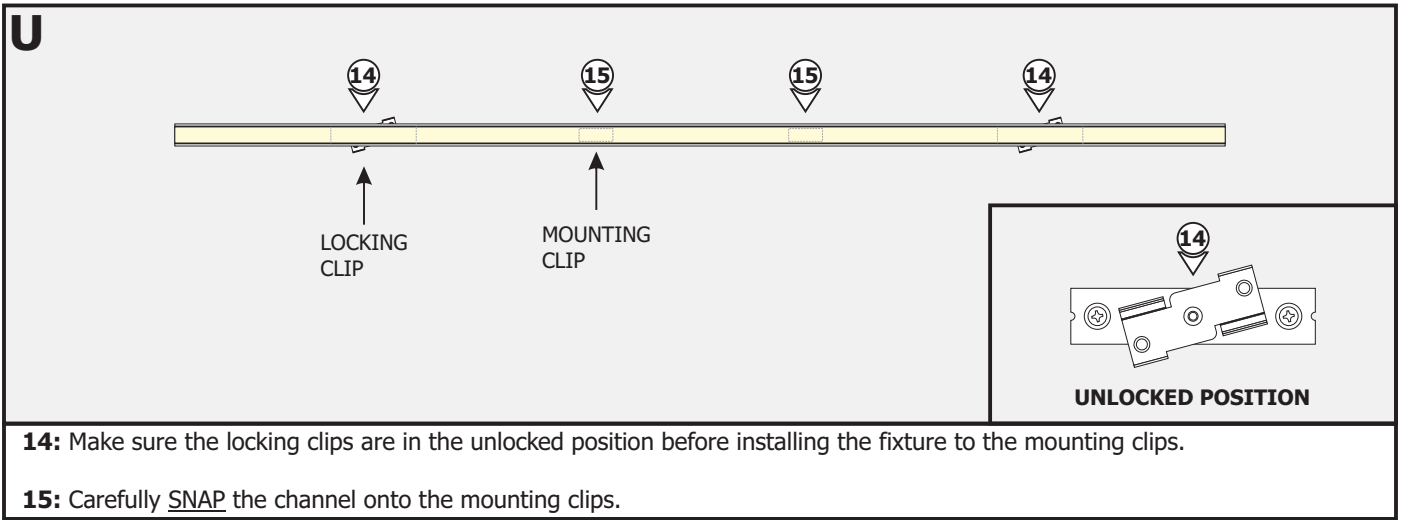 U
14
15
15
14
LOCKING
CLIP
MOUNTING
CLIP
14
UNLOCKED POSITION
14: Make sure the locking clips are in the unlocked position before installing the fixture to the mounting clips.
15: Carefully SNAP the channel onto the mounting clips.